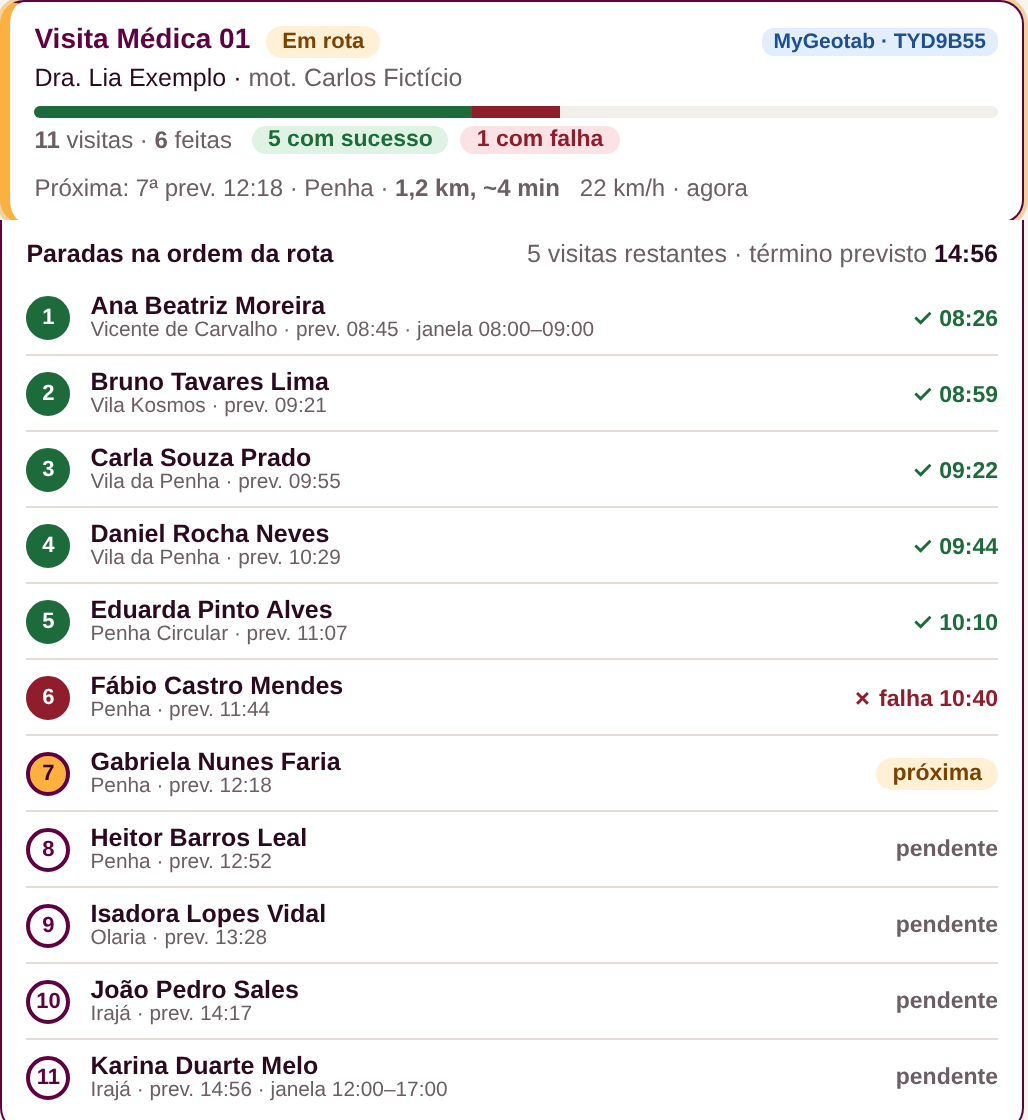 Visita Médica 01 Em rota MyGeotab · TYD9B55
Dra. Lia Exemplo · mot. Carlos Fictício
11 visitas · 6 feitas 5 com sucesso 1 com falha
Próxima: 7ª prev. 12:18 · Penha · 1,2 km, ~4 min 22 km/h · agora
Paradas na ordem da rota 5 visitas restantes · término previsto 14:56
1 Ana Beatriz Moreira ✓ 08:26
Vicente de Carvalho · prev. 08:45 · janela 08:00–09:00
2 Bruno Tavares Lima ✓ 08:59
Vila Kosmos · prev. 09:21
3 Carla Souza Prado ✓ 09:22
Vila da Penha · prev. 09:55
4 Daniel Rocha Neves ✓ 09:44
Vila da Penha · prev. 10:29
5 Eduarda Pinto Alves ✓ 10:10
Penha Circular · prev. 11:07
6 Fábio Castro Mendes ✕ falha 10:40
Penha · prev. 11:44
7 Gabriela Nunes Faria próxima
Penha · prev. 12:18
8 Heitor Barros Leal pendente
Penha · prev. 12:52
9 Isadora Lopes Vidal pendente
Olaria · prev. 13:28
10 João Pedro Sales pendente
Irajá · prev. 14:17
11 Karina Duarte Melo pendente
Irajá · prev. 14:56 · janela 12:00–17:00